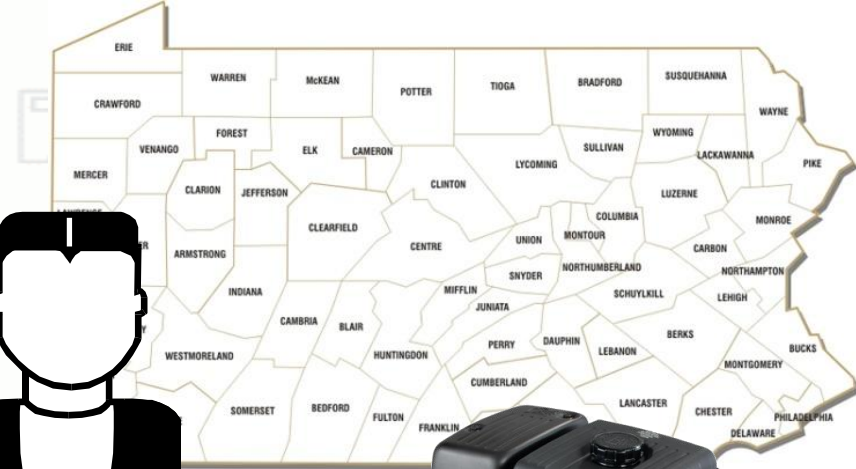 ERIE
WARREN
McKEAN
POTTER
TIOGA
BRADFORD
SUSQUEHANNA
CRAWFORD
WAYNE
FOREST
VENANGO
ELK
CAMERON
WYOMING
SULLIVAN
LACKAWANNA
LYCOMING
PIKE
MERCER
CLARION
JEFFERSON
CLINTON
LUZERNE
COLUMBIA
MONROE
CLEARFIELD
MONTOUR
UNION
CENTRE
CARBON
ARMSTRONG
NORTHUMBERLAND
NORTHAMPTON
SNYDER
INDIANA
MIFFLIN
SCHUYLKILL
LEHIGH
JUNIATA
CAMBRIA
BLAIR
BERKS
PERRY
DAUPHIN
LEBANON
BUCKS
WESTMORELAND
HUNTINGDON
MONTGOMERY
CUMBERLAND
LANCASTER
SOMERSET
BEDFORD
CHESTER
FULTON
PHILADELPHIA
FRANKLIN
DELAWARE